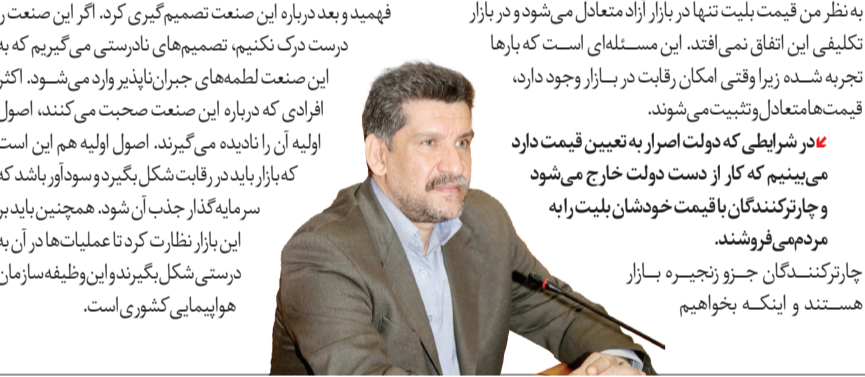 به نظر من قیمت بلیت تنها در بازار آزاد متعادل می‌شود و در بازار
تکلیفی این اتفاق نمی‌افتد. این مسئله‌ای است که بارها
تجربه شده زیرا وقتی امکان رقابت در بازار وجود دارد،
قیمت‌ها متعادل و تثبیت می‌شوند.
در شرایطی که دولت اصرار به تعیین قیمت دارد
می‌بینیم که کار از دست دولت خارج می‌شود
و چارترکنندگان با قیمت خودشان بلیت را به
مردم می‌فروشند.
چارترکنندگان جزو زنجیره بازار
هستند و اینکه بخواهیم
فهمید و بعد درباره این صنعت تصمیم‌گیری کرد. اگر این صنعت را
درست درک نکنیم، تصمیم‌های نادرستی می‌گیریم که به
این صنعت لطمه‌های جبران‌ناپذیر وارد می‌شود. اکثر
افرادی که درباره این صنعت صحبت می‌کنند، اصول
اولیه آن را نادیده می‌گیرند. اصول اولیه هم این است
که بازار باید در رقابت شکل بگیرد و سودآور باشد که
سرمایه‌گذار جذب آن شود. همچنین باید بر
این بازار نظارت کرد تا عملیات‌ها در آن به
درستی شکل بگیرند و این وظیفه سازمان
هواپیمایی کشوری است.